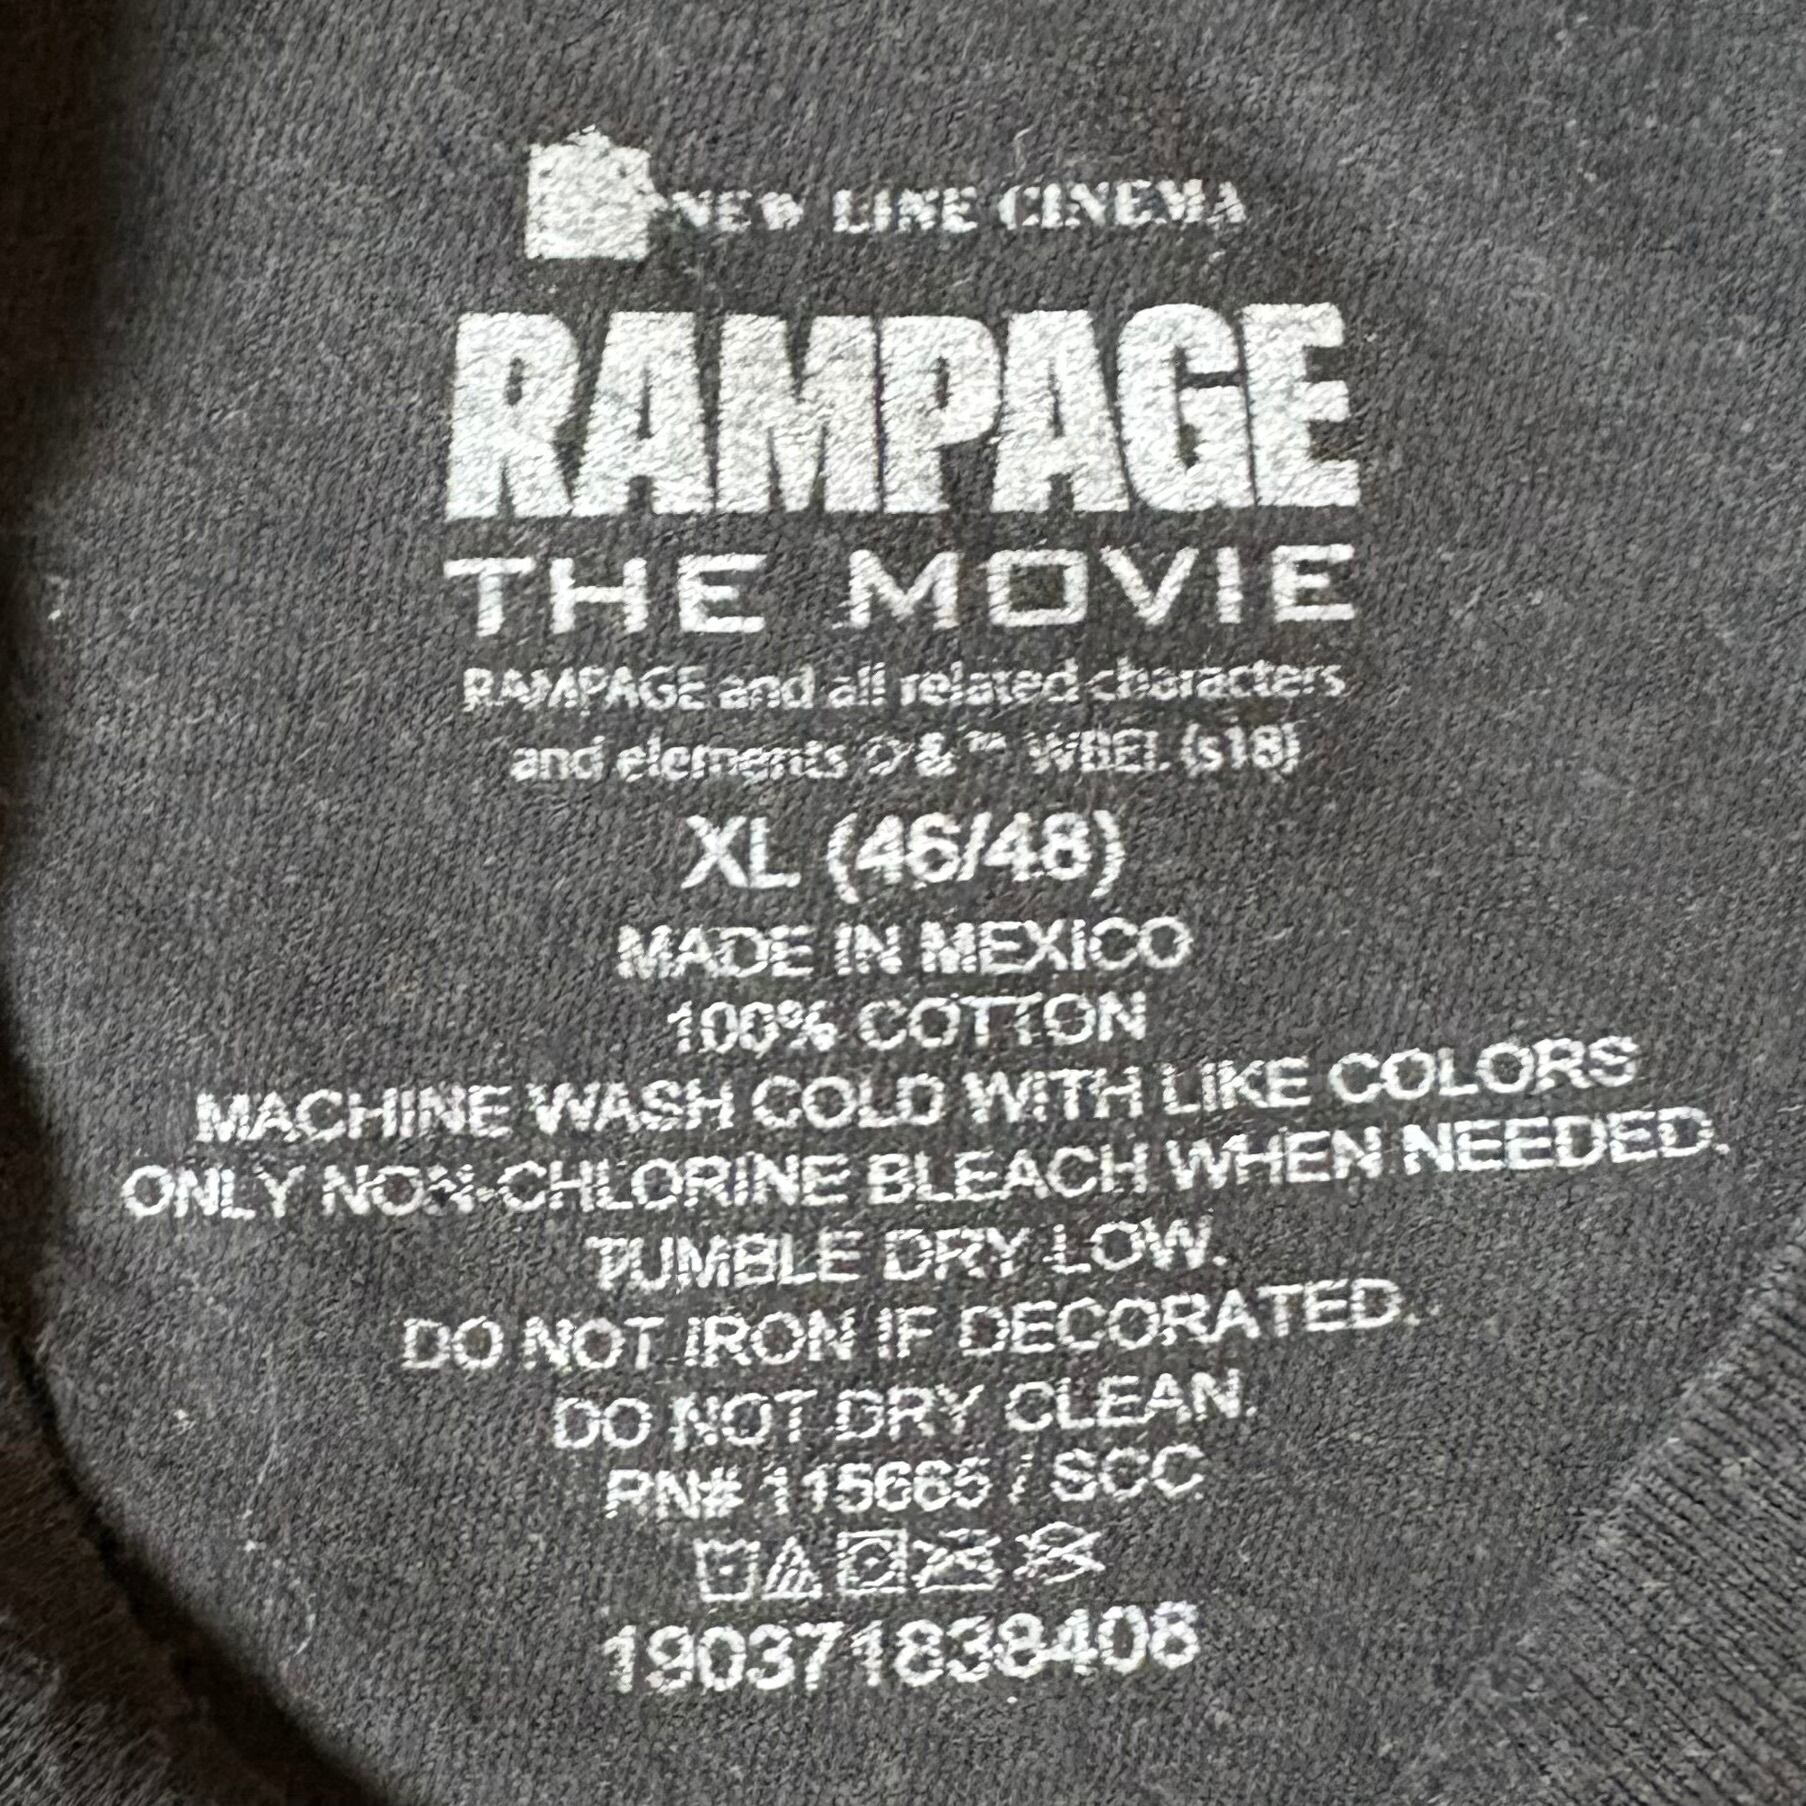 NEW LINE CINEMA
RAMPAGE
THE MOVIE
RAMPAGE and all related characters
and elements © & ™ WBEI. (s18)
XL (46/48)
MADE IN MEXICO
100% COTTON
MACHINE WASH COLD WITH LIKE COLORS
ONLY NON-CHLORINE BLEACH WHEN NEEDED.
TUMBLE DRY LOW.
DO NOT IRON IF DECORATED.
DO NOT DRY CLEAN.
RN# 115665 / SCC
190371838408